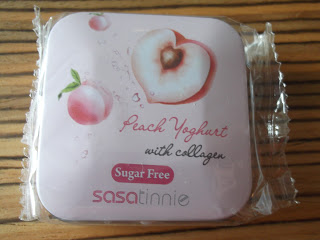 Peach Yoghurt
with collagen
Sugar Free
sasatinnie